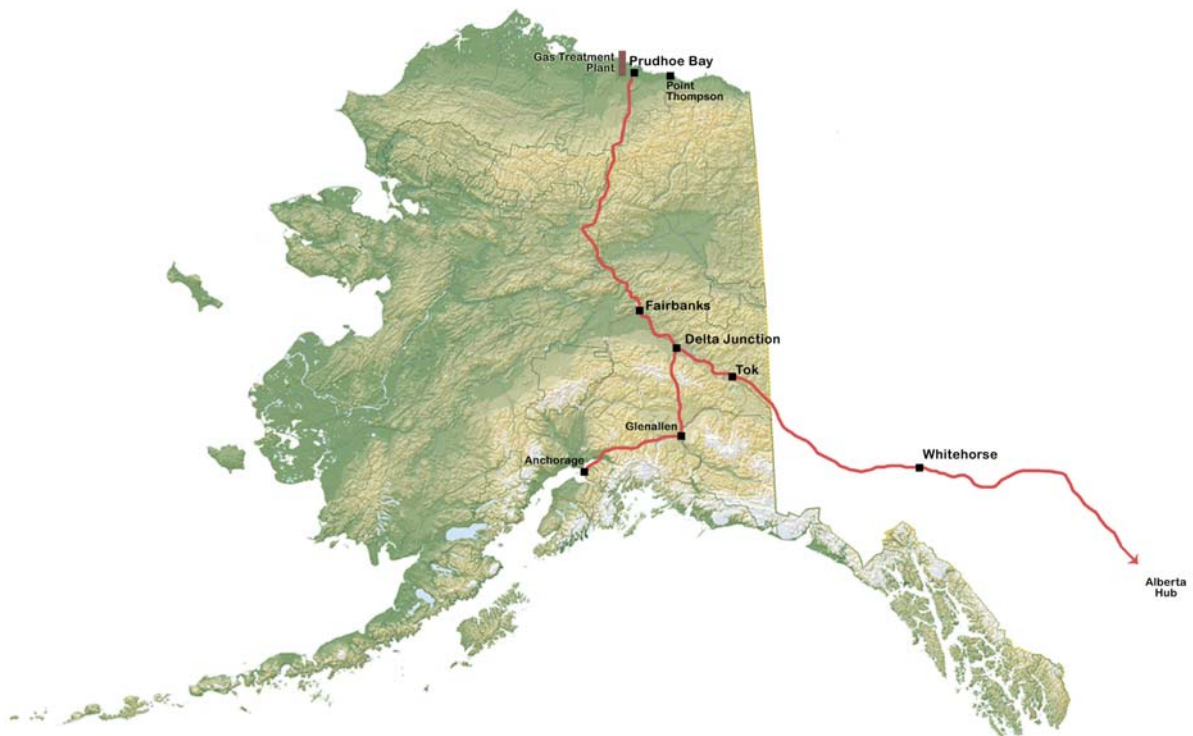 Gas Treatment
Plant
Prudhoe Bay
Point
Thompson
Fairbanks
Delta Junction
Tok
Glenallen
Anchorage
Whitehorse
Alberta
Hub